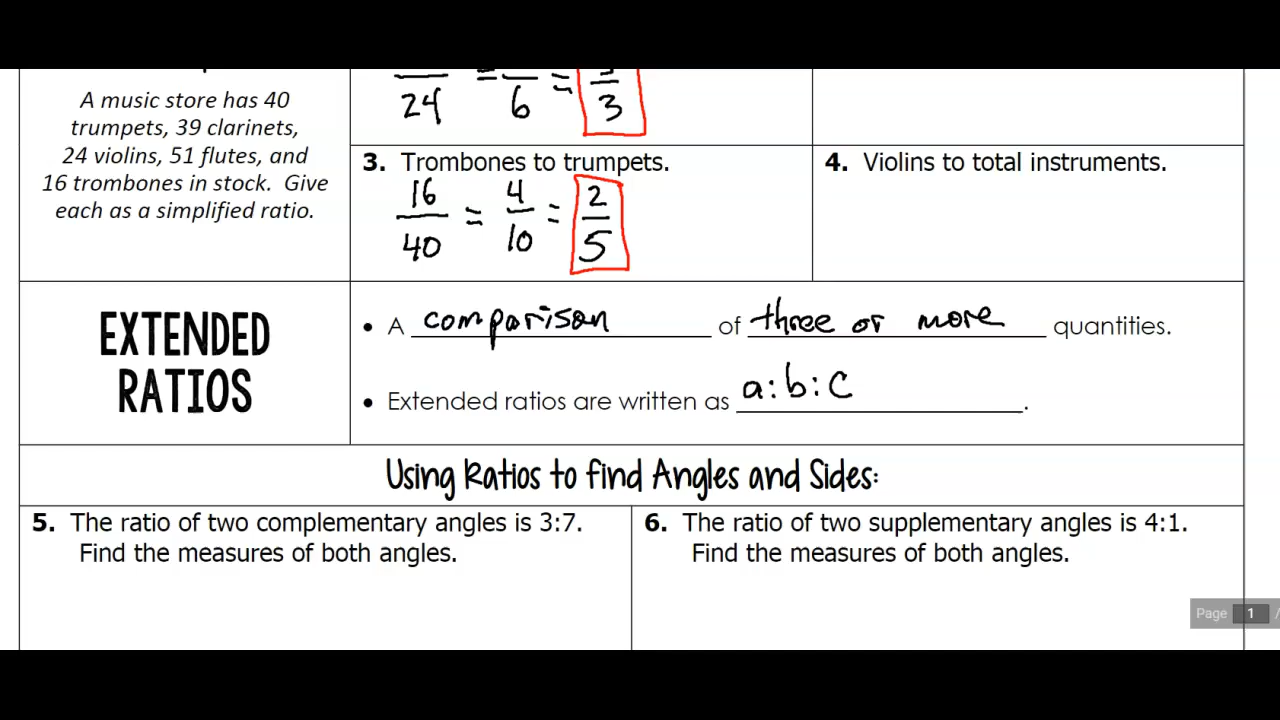 A music store has 40
trumpets, 39 clarinets,
24 violins, 51 flutes, and
16 trombones in stock. Give
each as a simplified ratio.
= =
24 6 3
3. Trombones to trumpets.
16/40 = 4/10 = 2/5
4. Violins to total instruments.
EXTENDED
RATIOS
• A comparison of three or more quantities.
• Extended ratios are written as a:b:c.
Using Ratios to find Angles and Sides:
5. The ratio of two complementary angles is 3:7.
Find the measures of both angles.
6. The ratio of two supplementary angles is 4:1.
Find the measures of both angles.
Page 1 /